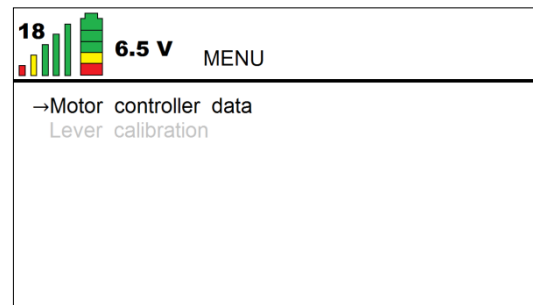 18
6.5 V
MENU
→Motor controller data
Lever calibration